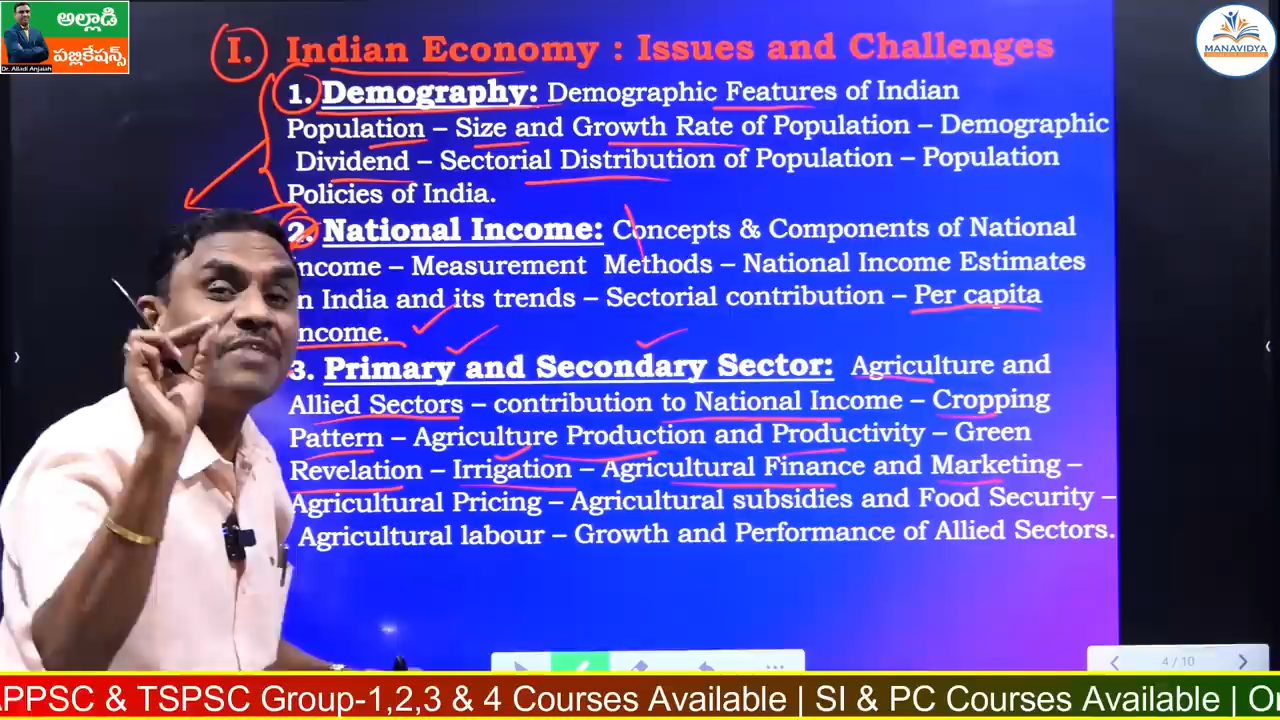 అల్లాడి
పబ్లికేషన్స్
Dr. Alladi Anjaiah
MANAVIDYA
I. Indian Economy : Issues and Challenges
1. Demography: Demographic Features of Indian
Population – Size and Growth Rate of Population – Demographic
Dividend – Sectorial Distribution of Population – Population
Policies of India.
2. National Income: Concepts & Components of National
Income – Measurement Methods – National Income Estimates
in India and its trends – Sectorial contribution – Per capita
income.
3. Primary and Secondary Sector: Agriculture and
Allied Sectors – contribution to National Income – Cropping
Pattern – Agriculture Production and Productivity – Green
Revelation – Irrigation – Agricultural Finance and Marketing –
Agricultural Pricing – Agricultural subsidies and Food Security –
Agricultural labour – Growth and Performance of Allied Sectors.
4 / 10
APPSC & TSPSC Group-1,2,3 & 4 Courses Available | SI & PC Courses Available |